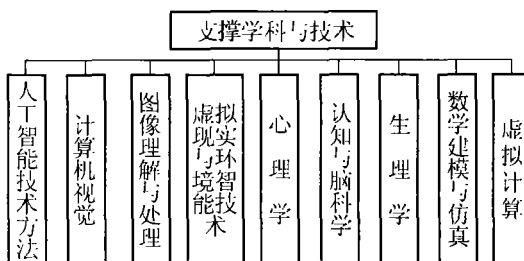 支撑学科与技术
人工智能技术方法
计算机视觉
图像理解与处理
虚拟现实与环境智能技术
心理学
认知与脑科学
生理学
数学建模与仿真
虚拟计算